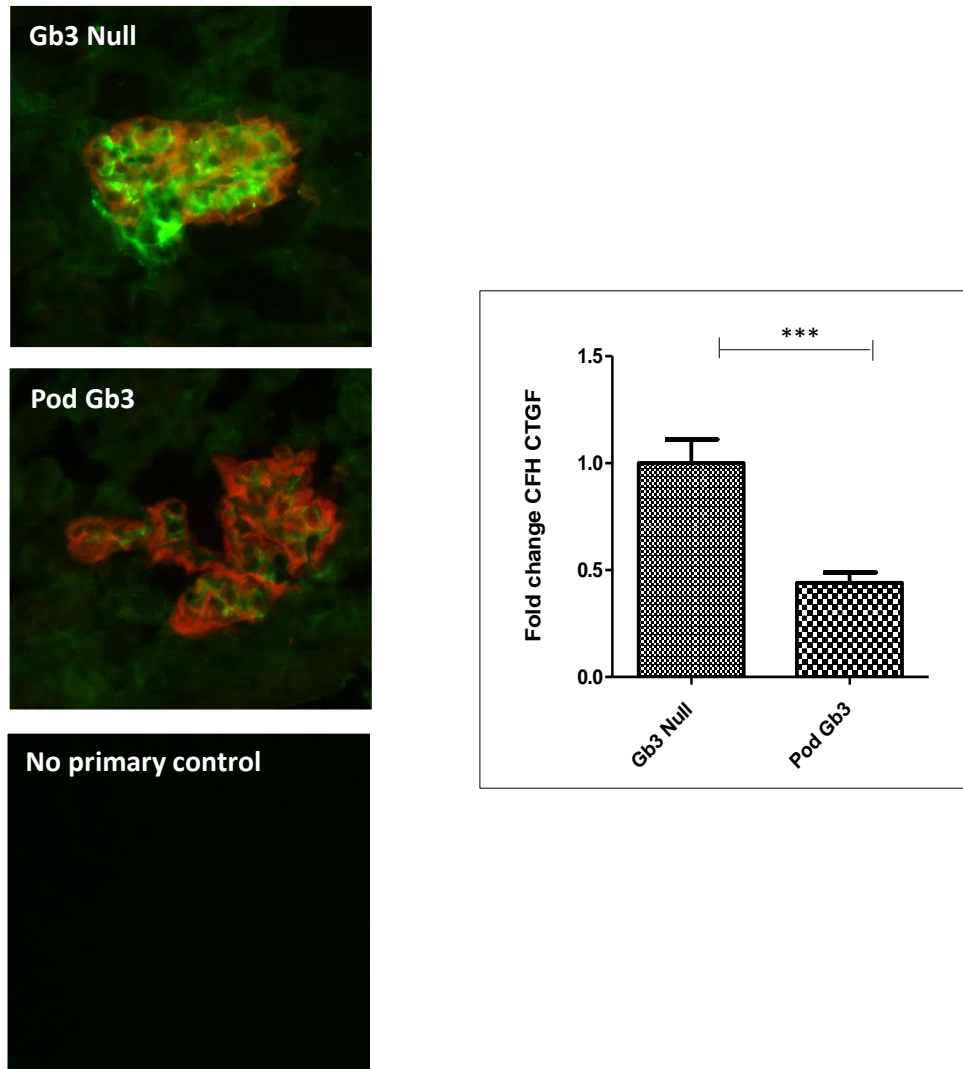 Gb3 Null
Pod Gb3
No primary control
***
1.5
1.0
0.5
0.0
Fold change CFH CTGF
Gb3 Null
Pod Gb3